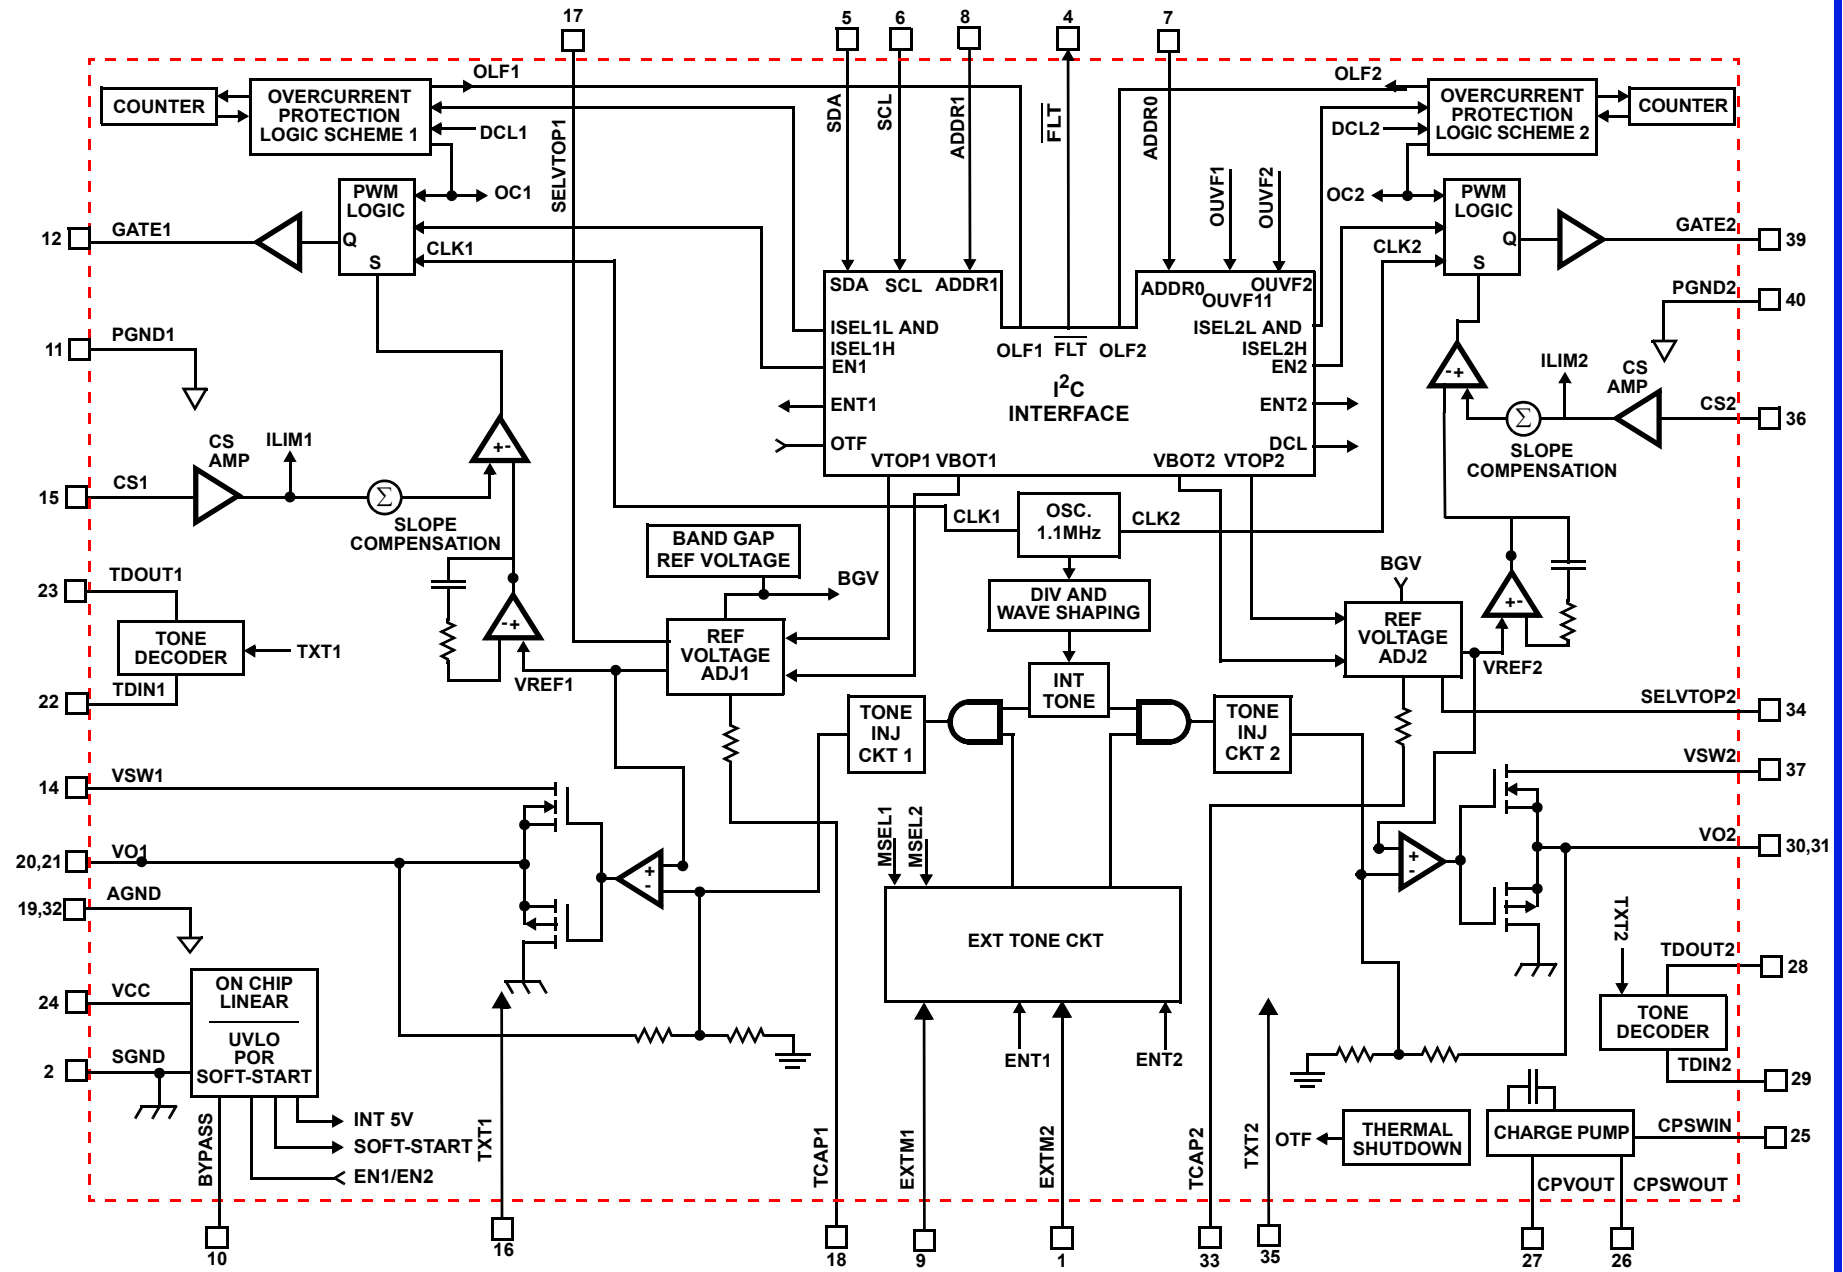 17
5
6
8
4
7
COUNTER
OVERCURRENT
PROTECTION
LOGIC SCHEME 1
OLF1
DCL1
OC1
SELVTOP1
SDA
SCL
ADDR1
FLT
ADDR0
OUVF1
OUVF2
OLF2
DCL2
OC2
OVERCURRENT
PROTECTION
LOGIC SCHEME 2
COUNTER
12
GATE1
PWM
LOGIC
Q
S
CLK1
CLK2
PWM
LOGIC
Q
S
GATE2
39
PGND2
40
11
PGND1
SDA
SCL
ADDR1
ADDR0
OUVF11
OUVF2
ISEL1L AND
ISEL1H
EN1
ENT1
OTF
OLF1
FLT
OLF2
I2C
INTERFACE
ISEL2L AND
ISEL2H
EN2
ENT2
DCL
VTOP1
VBOT1
VBOT2
VTOP2
15
CS1
CS
AMP
ILIM1
Σ
SLOPE
COMPENSATION
+-
-+
ILIM2
CS
AMP
CS2
36
Σ
SLOPE
COMPENSATION
CLK1
OSC.
1.1MHz
CLK2
BAND GAP
REF VOLTAGE
BGV
DIV AND
WAVE SHAPING
BGV
23
TDOUT1
TONE
DECODER
TXT1
TDIN1
22
-+
VREF1
REF
VOLTAGE
ADJ1
INT
TONE
REF
VOLTAGE
ADJ2
VREF2
+-
SELVTOP2
34
TONE
INJ
CKT 1
TONE
INJ
CKT 2
14
VSW1
VSW2
37
20,21
VO1
+
-
MSEL1
MSEL2
+
-
VO2
30,31
19,32
AGND
EXT TONE CKT
TXT2
TDOUT2
28
24
VCC
ON CHIP
LINEAR
UVLO
POR
SOFT-START
TONE
DECODER
TDIN2
29
2
SGND
ENT1
ENT2
INT 5V
SOFT-START
EN1/EN2
BYPASS
TXT1
TCAP1
EXTM1
EXTM2
TCAP2
TXT2
OTF
THERMAL
SHUTDOWN
CHARGE PUMP
CPSWIN
25
CPVOUT
CPSWOUT
10
16
18
9
1
33
35
27
26